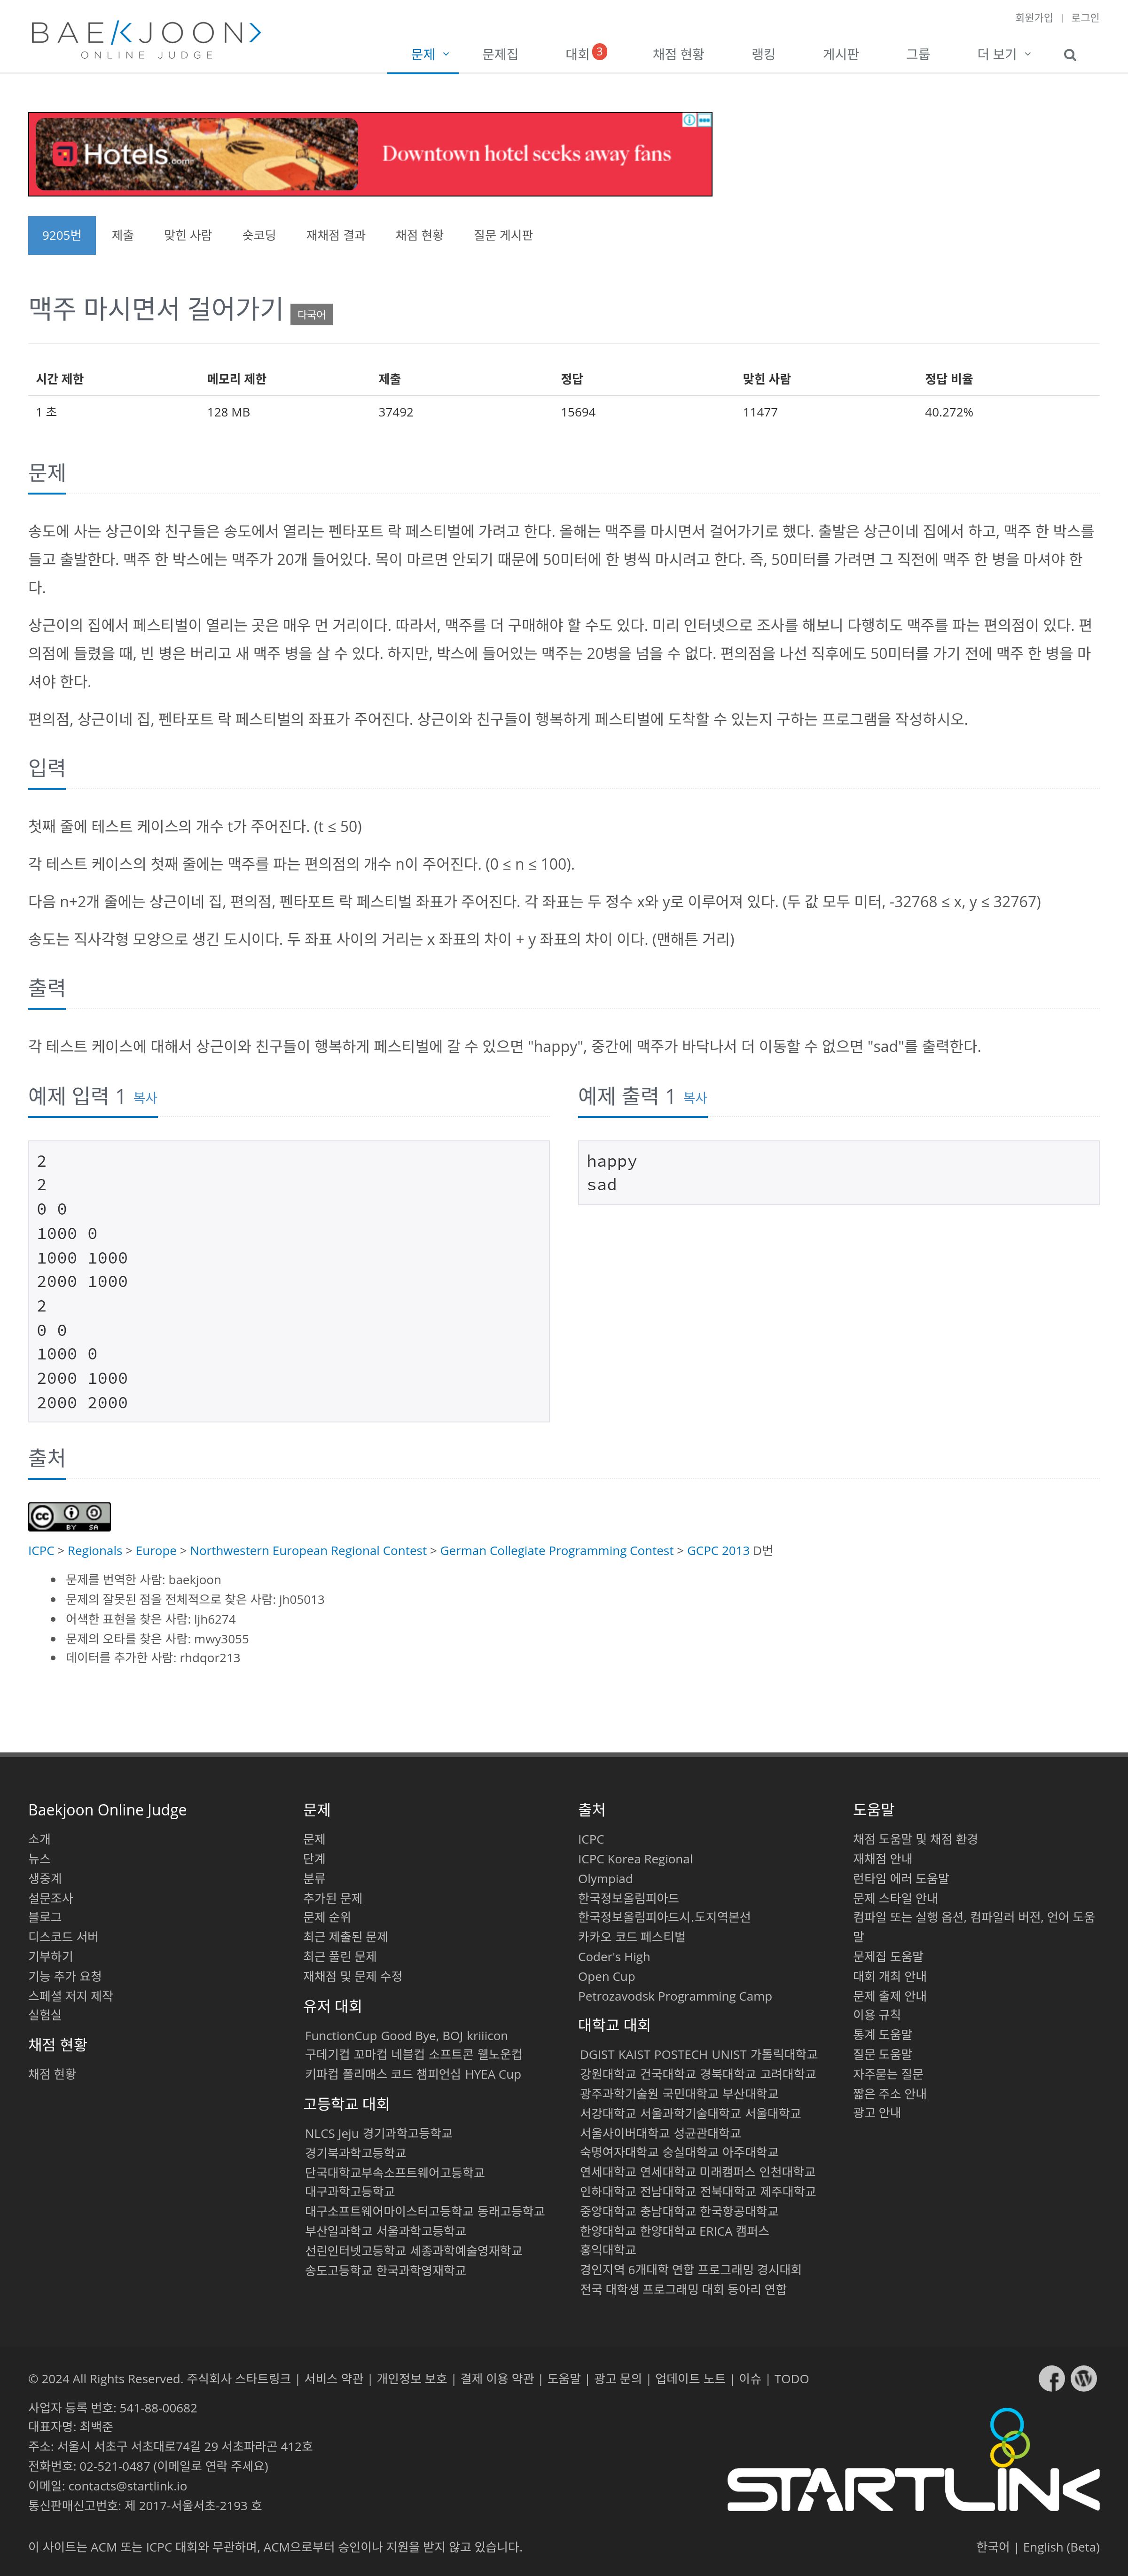 회원가입 | 로그인
BAEKJOON>
ONLINE JUDGE
문제 문제집 대회 3 채점 현황 랭킹 게시판 그룹 더 보기
Hotels.com Downtown hotel seeks away fans
9205번 제출 맞힌 사람 숏코딩 재채점 결과 채점 현황 질문 게시판
맥주 마시면서 걸어가기 다국어
시간 제한 메모리 제한 제출 정답 맞힌 사람 정답 비율
1 초 128 MB 37492 15694 11477 40.272%
문제
송도에 사는 상근이와 친구들은 송도에서 열리는 펜타포트 락 페스티벌에 가려고 한다. 올해는 맥주를 마시면서 걸어가기로 했다. 출발은 상근이네 집에서 하고, 맥주 한 박스를
들고 출발한다. 맥주 한 박스에는 맥주가 20개 들어있다. 목이 마르면 안되기 때문에 50미터에 한 병씩 마시려고 한다. 즉, 50미터를 가려면 그 직전에 맥주 한 병을 마셔야 한
다.
상근이의 집에서 페스티벌이 열리는 곳은 매우 먼 거리이다. 따라서, 맥주를 더 구매해야 할 수도 있다. 미리 인터넷으로 조사를 해보니 다행히도 맥주를 파는 편의점이 있다. 편
의점에 들렸을 때, 빈 병은 버리고 새 맥주 병을 살 수 있다. 하지만, 박스에 들어있는 맥주는 20병을 넘을 수 없다. 편의점을 나선 직후에도 50미터를 가기 전에 맥주 한 병을 마
셔야 한다.
편의점, 상근이네 집, 펜타포트 락 페스티벌의 좌표가 주어진다. 상근이와 친구들이 행복하게 페스티벌에 도착할 수 있는지 구하는 프로그램을 작성하시오.
입력
첫째 줄에 테스트 케이스의 개수 t가 주어진다. (t ≤ 50)
각 테스트 케이스의 첫째 줄에는 맥주를 파는 편의점의 개수 n이 주어진다. (0 ≤ n ≤ 100).
다음 n+2개 줄에는 상근이네 집, 편의점, 펜타포트 락 페스티벌 좌표가 주어진다. 각 좌표는 두 정수 x와 y로 이루어져 있다. (두 값 모두 미터, -32768 ≤ x, y ≤ 32767)
송도는 직사각형 모양으로 생긴 도시이다. 두 좌표 사이의 거리는 x 좌표의 차이 + y 좌표의 차이 이다. (맨해튼 거리)
출력
각 테스트 케이스에 대해서 상근이와 친구들이 행복하게 페스티벌에 갈 수 있으면 "happy", 중간에 맥주가 바닥나서 더 이동할 수 없으면 "sad"를 출력한다.
예제 입력 1 복사
2
2
0 0
1000 0
1000 1000
2000 1000
2
0 0
1000 0
2000 1000
2000 2000
예제 출력 1 복사
happy
sad
출처
cc BY SA
ICPC > Regionals > Europe > Northwestern European Regional Contest > German Collegiate Programming Contest > GCPC 2013 D번
문제를 번역한 사람: baekjoon
문제의 잘못된 점을 전체적으로 찾은 사람: jh05013
어색한 표현을 찾은 사람: ljh6274
문제의 오타를 찾은 사람: mwy3055
데이터를 추가한 사람: rhdqor213
Baekjoon Online Judge
소개
뉴스
생중계
설문조사
블로그
디스코드 서버
기부하기
기능 추가 요청
스페셜 저지 제작
실험실
채점 현황
채점 현황
문제
문제
단계
분류
추가된 문제
문제 순위
최근 제출된 문제
최근 풀린 문제
재채점 및 문제 수정
유저 대회
FunctionCup Good Bye, BOJ kriiicon
구데기컵 꼬마컵 네블컵 소프트콘 웰노운컵
키파컵 폴리매스 코드 챔피언십 HYEA Cup
고등학교 대회
NLCS Jeju 경기과학고등학교
경기북과학고등학교
단국대학교부속소프트웨어고등학교
대구과학고등학교
대구소프트웨어마이스터고등학교 동래고등학교
부산일과학고 서울과학고등학교
선린인터넷고등학교 세종과학예술영재학교
송도고등학교 한국과학영재학교
출처
ICPC
ICPC Korea Regional
Olympiad
한국정보올림피아드
한국정보올림피아드시.도지역본선
카카오 코드 페스티벌
Coder's High
Open Cup
Petrozavodsk Programming Camp
대학교 대회
DGIST KAIST POSTECH UNIST 가톨릭대학교
강원대학교 건국대학교 경북대학교 고려대학교
광주과학기술원 국민대학교 부산대학교
서강대학교 서울과학기술대학교 서울대학교
서울사이버대학교 성균관대학교
숙명여자대학교 숭실대학교 아주대학교
연세대학교 연세대학교 미래캠퍼스 인천대학교
인하대학교 전남대학교 전북대학교 제주대학교
중앙대학교 충남대학교 한국항공대학교
한양대학교 한양대학교 ERICA 캠퍼스
홍익대학교
경인지역 6개대학 연합 프로그래밍 경시대회
전국 대학생 프로그래밍 대회 동아리 연합
도움말
채점 도움말 및 채점 환경
재채점 안내
런타임 에러 도움말
문제 스타일 안내
컴파일 또는 실행 옵션, 컴파일러 버전, 언어 도움
말
문제집 도움말
대회 개최 안내
문제 출제 안내
이용 규칙
통계 도움말
질문 도움말
자주묻는 질문
짧은 주소 안내
광고 안내
© 2024 All Rights Reserved. 주식회사 스타트링크 | 서비스 약관 | 개인정보 보호 | 결제 이용 약관 | 도움말 | 광고 문의 | 업데이트 노트 | 이슈 | TODO
사업자 등록 번호: 541-88-00682
대표자명: 최백준
주소: 서울시 서초구 서초대로74길 29 서초파라곤 412호
전화번호: 02-521-0487 (이메일로 연락 주세요)
이메일: contacts@startlink.io
통신판매신고번호: 제 2017-서울서초-2193 호
STARTLINK
이 사이트는 ACM 또는 ICPC 대회와 무관하며, ACM으로부터 승인이나 지원을 받지 않고 있습니다.
한국어 | English (Beta)